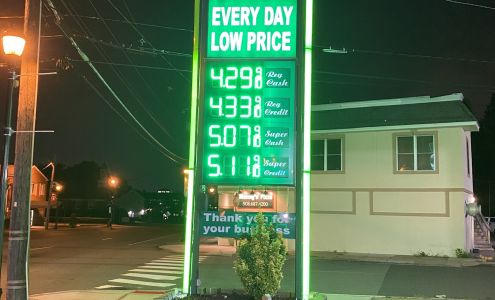 EVERY DAY
LOW PRICE
4.29 9/10 Reg Cash
4.33 9/10 Reg Credit
5.07 9/10 Super Cash
5.11 9/10 Super Credit
Thank you for
your business